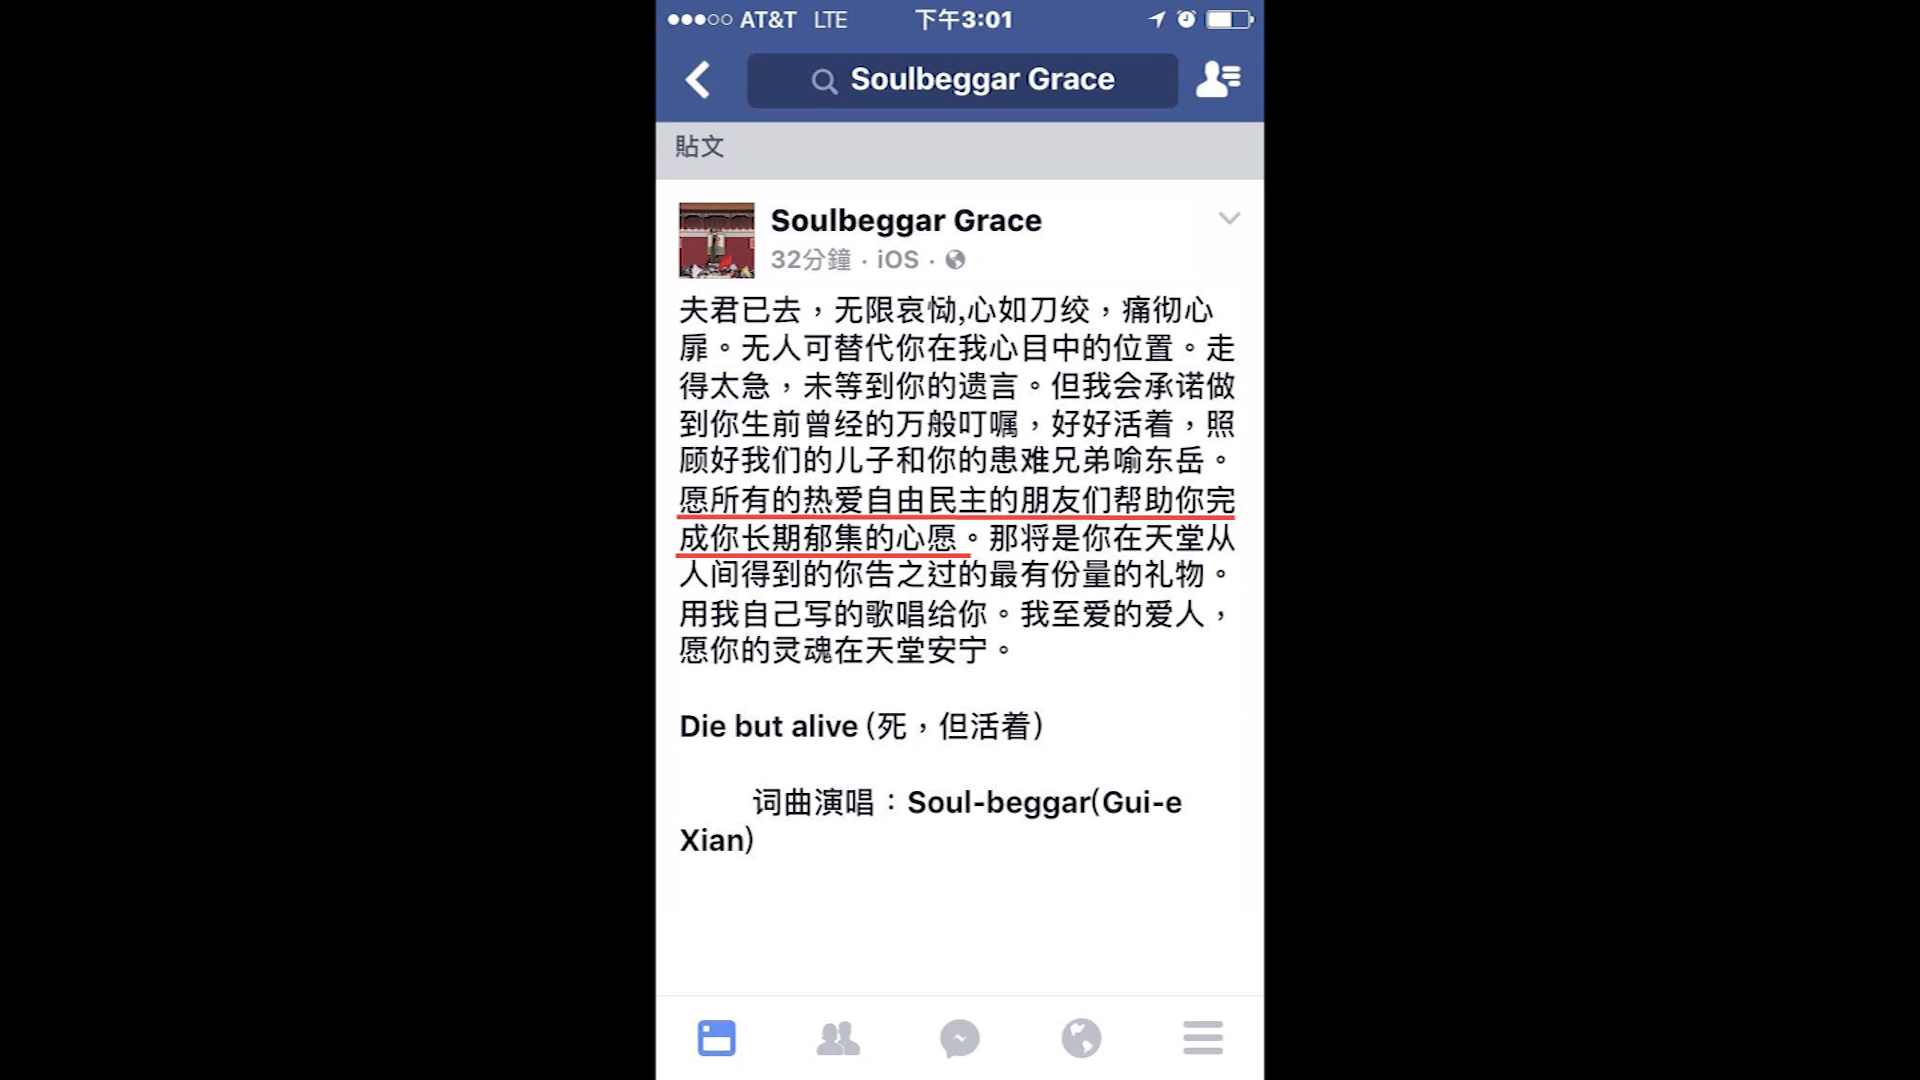 AT&T LTE 下午3:01
Soulbeggar Grace
貼文
Soulbeggar Grace
32分鐘 · iOS ·
夫君已去，无限哀恸,心如刀绞，痛彻心
扉。无人可替代你在我心目中的位置。走
得太急，未等到你的遗言。但我会承诺做
到你生前曾经的万般叮嘱，好好活着，照
顾好我们的儿子和你的患难兄弟喻东岳。
愿所有的热爱自由民主的朋友们帮助你完
成你长期郁集的心愿。那将是你在天堂从
人间得到的你告之过的最有份量的礼物。
用我自己写的歌唱给你。我至爱的爱人，
愿你的灵魂在天堂安宁。
Die but alive (死，但活着)
词曲演唱：Soul-beggar(Gui-e
Xian)